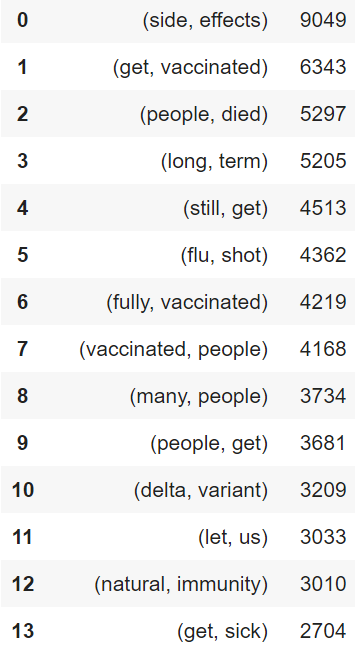 0 (side, effects) 9049
1 (get, vaccinated) 6343
2 (people, died) 5297
3 (long, term) 5205
4 (still, get) 4513
5 (flu, shot) 4362
6 (fully, vaccinated) 4219
7 (vaccinated, people) 4168
8 (many, people) 3734
9 (people, get) 3681
10 (delta, variant) 3209
11 (let, us) 3033
12 (natural, immunity) 3010
13 (get, sick) 2704